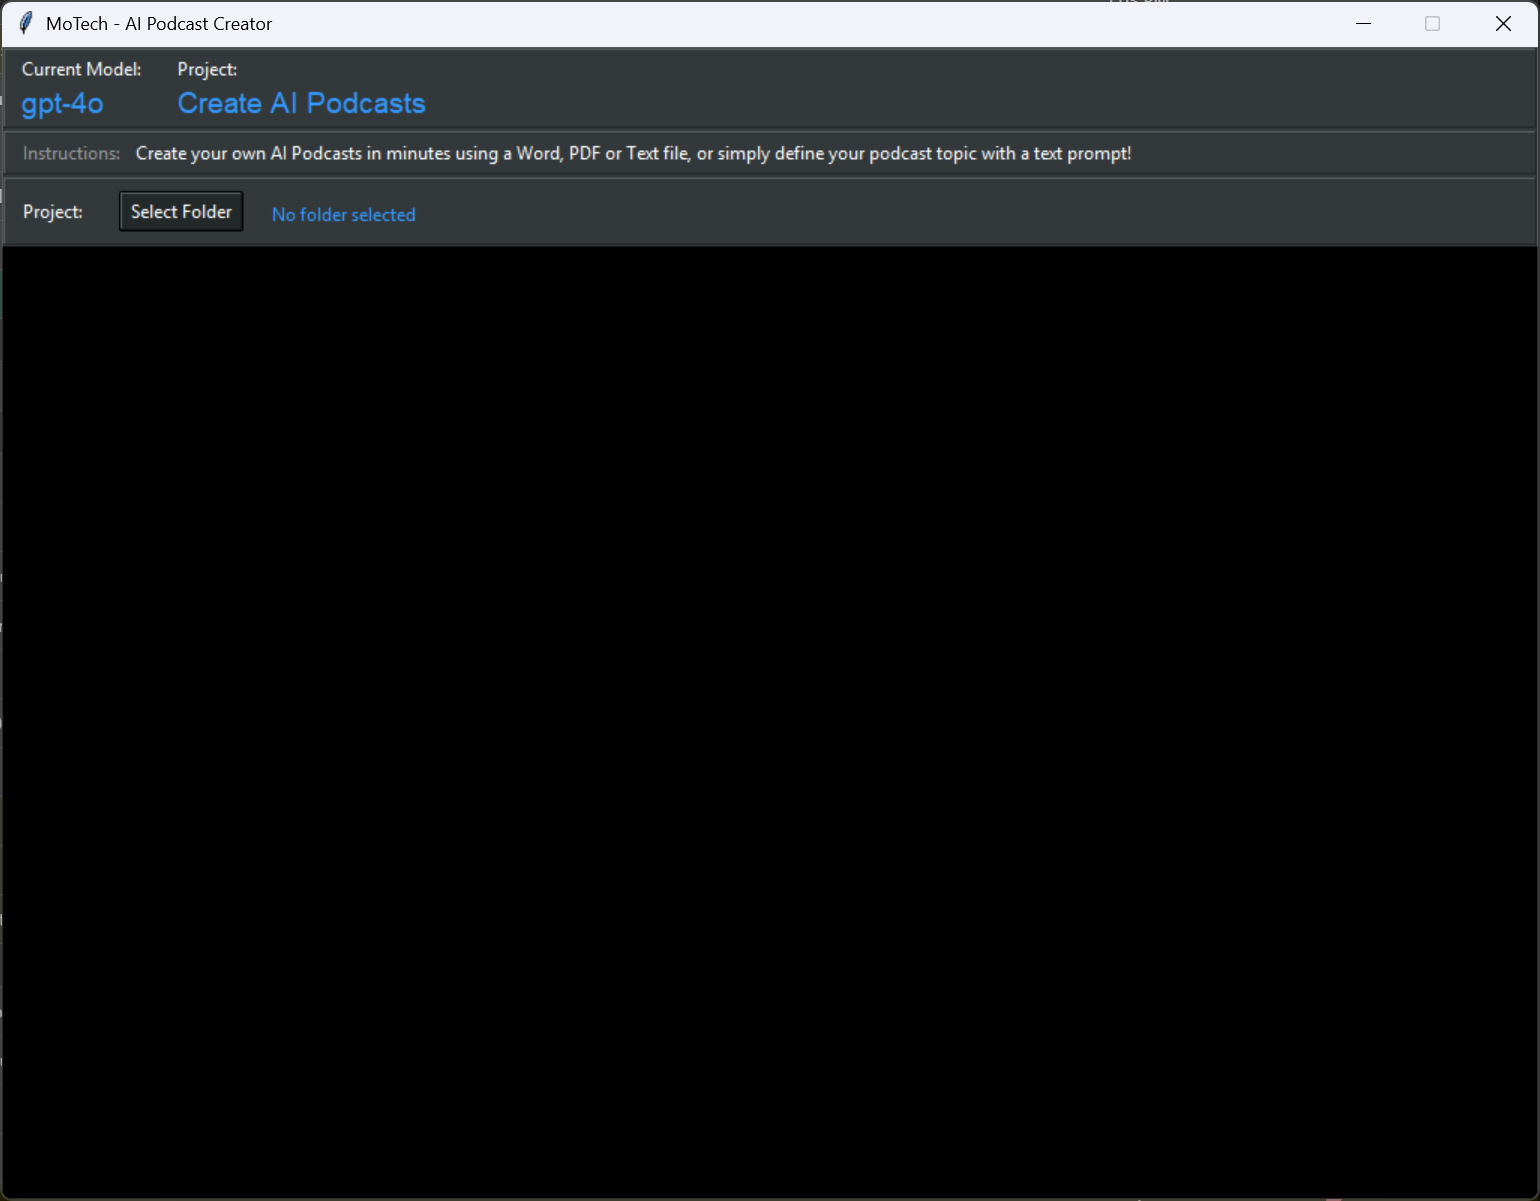 MoTech - AI Podcast Creator
Current Model: Project:
gpt-4o Create AI Podcasts
Instructions: Create your own AI Podcasts in minutes using a Word, PDF or Text file, or simply define your podcast topic with a text prompt!
Project: Select Folder No folder selected